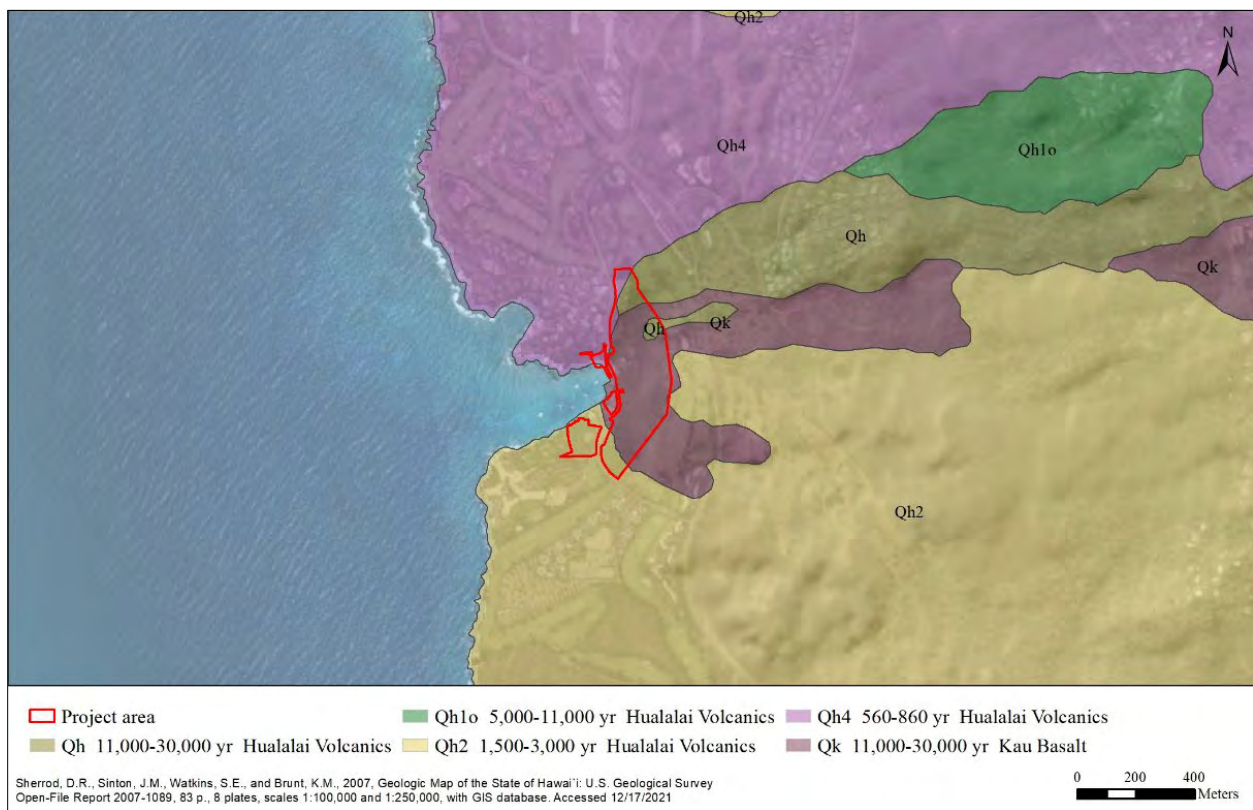 Qh2
N
Qh4
Qh1o
Qh
Qk
Qh
Qk
Qh2
Project area
Qh1o 5,000-11,000 yr Hualalai Volcanics
Qh4 560-860 yr Hualalai Volcanics
Qh 11,000-30,000 yr Hualalai Volcanics
Qh2 1,500-3,000 yr Hualalai Volcanics
Qk 11,000-30,000 yr Kau Basalt
Sherrod, D.R., Sinton, J.M., Watkins, S.E., and Brunt, K.M., 2007, Geologic Map of the State of Hawai`i: U.S. Geological Survey
Open-File Report 2007-1089, 83 p., 8 plates, scales 1:100,000 and 1:250,000, with GIS database. Accessed 12/17/2021
0 200 400
Meters